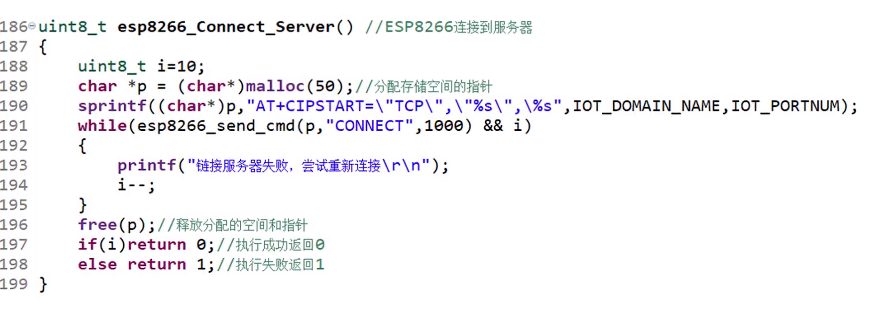 186 uint8_t esp8266_Connect_Server() //ESP8266连接到服务器
187 {
188     uint8_t i=10;
189     char *p = (char*)malloc(50);//分配存储空间的指针
190     sprintf((char*)p,"AT+CIPSTART=\"TCP\",\"%s\",\%s",IOT_DOMAIN_NAME,IOT_PORTNUM);
191     while(esp8266_send_cmd(p,"CONNECT",1000) && i)
192     {
193         printf("链接服务器失败，尝试重新连接\r\n");
194         i--;
195     }
196     free(p);//释放分配的空间和指针
197     if(i)return 0;//执行成功返回0
198     else return 1;//执行失败返回1
199 }